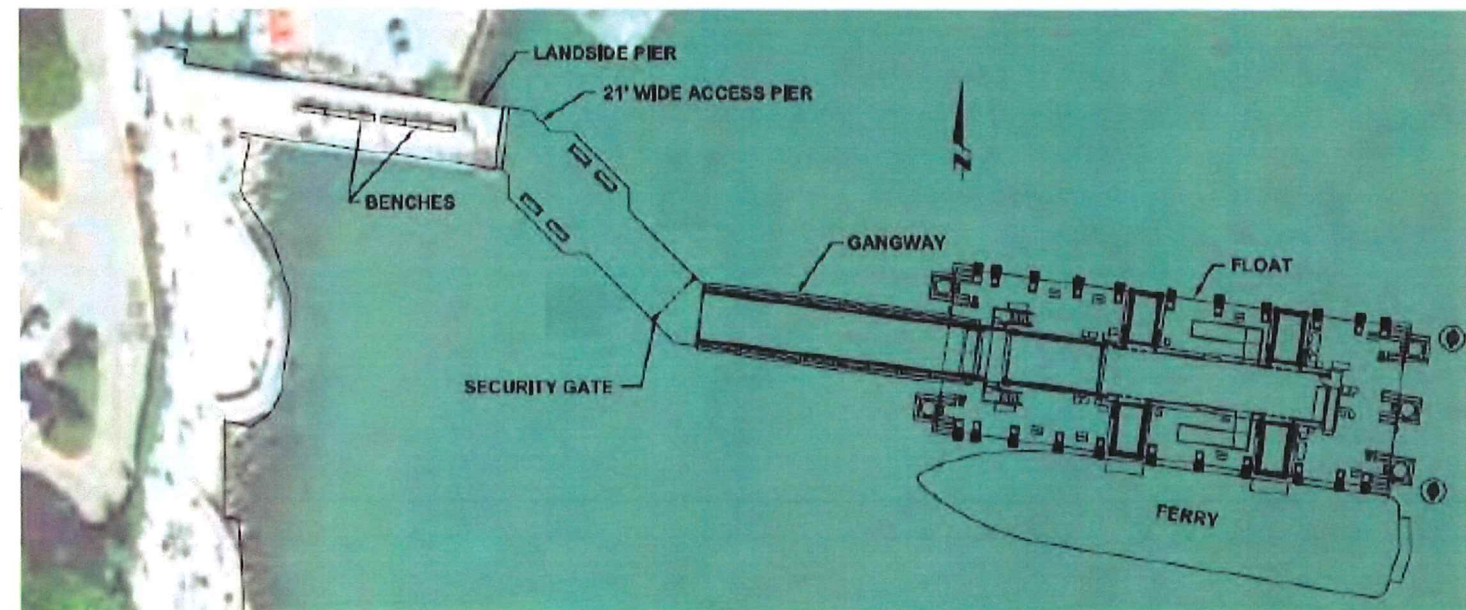 LANDSIDE PIER
21' WIDE ACCESS PIER
N
BENCHES
GANGWAY
FLOAT
SECURITY GATE
FERRY